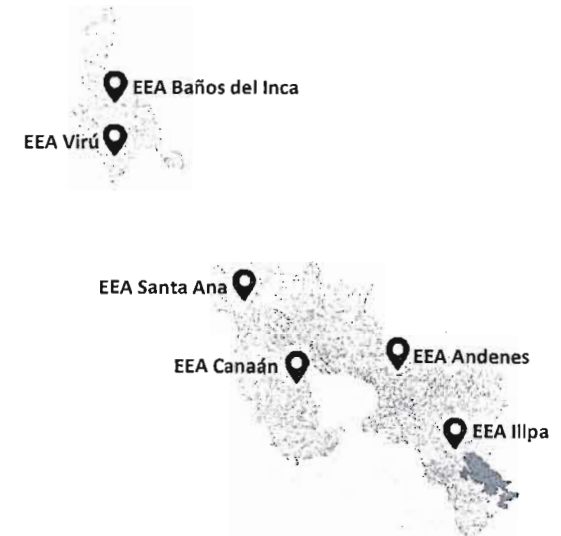 EEA Baños del Inca
EEA Virú
EEA Santa Ana
EEA Canaán
EEA Andenes
EEA Illpa